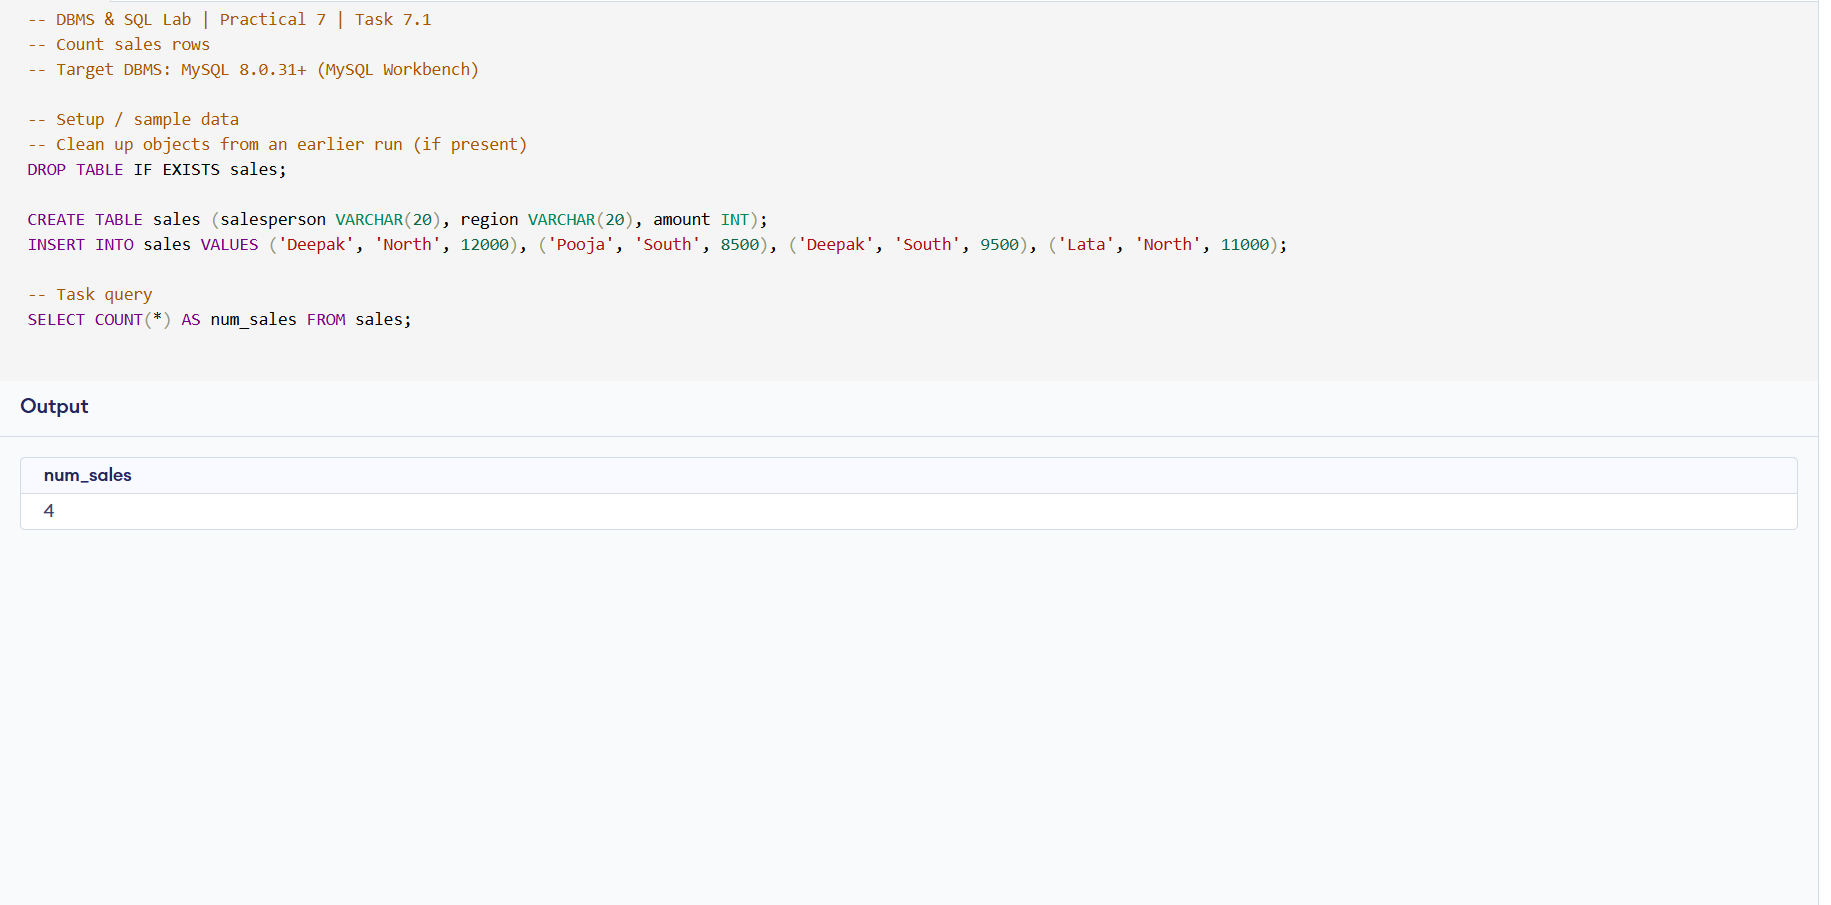 -- DBMS & SQL Lab | Practical 7 | Task 7.1
-- Count sales rows
-- Target DBMS: MySQL 8.0.31+ (MySQL Workbench)
-- Setup / sample data
-- Clean up objects from an earlier run (if present)
DROP TABLE IF EXISTS sales;
CREATE TABLE sales (salesperson VARCHAR(20), region VARCHAR(20), amount INT);
INSERT INTO sales VALUES ('Deepak', 'North', 12000), ('Pooja', 'South', 8500), ('Deepak', 'South', 9500), ('Lata', 'North', 11000);
-- Task query
SELECT COUNT(*) AS num_sales FROM sales;
Output
num_sales
4